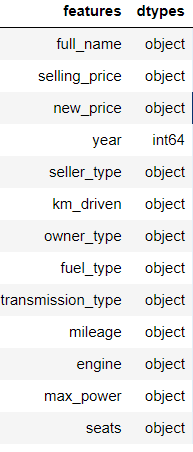 features dtypes
full_name object
selling_price object
new_price object
year int64
seller_type object
km_driven object
owner_type object
fuel_type object
transmission_type object
mileage object
engine object
max_power object
seats object